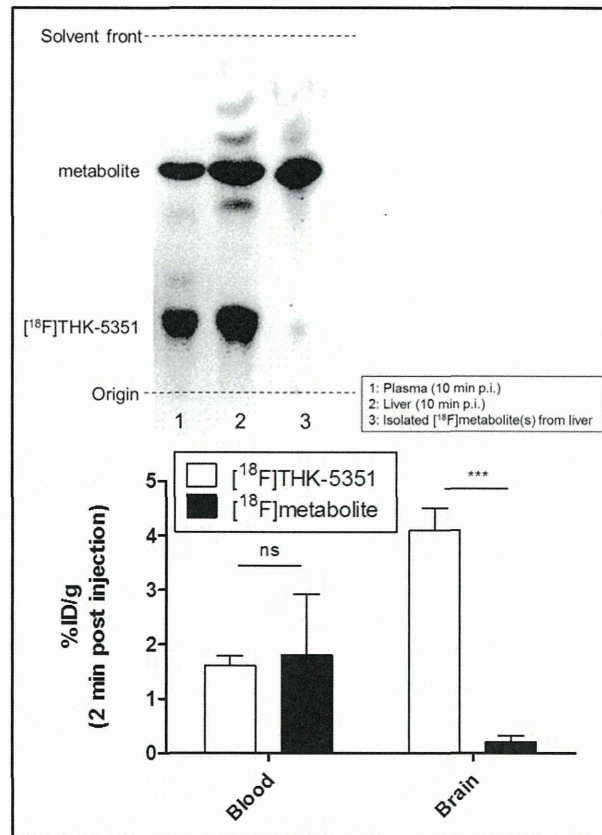 Solvent front
metabolite
[18F]THK-5351
Origin
1 2 3
1: Plasma (10 min p.i.)
2: Liver (10 min p.i.)
3: Isolated [18F]metabolite(s) from liver
[18F]THK-5351
[18F]metabolite
ns
***
%ID/g
(2 min post injection)
5
4
3
2
1
0
Blood
Brain